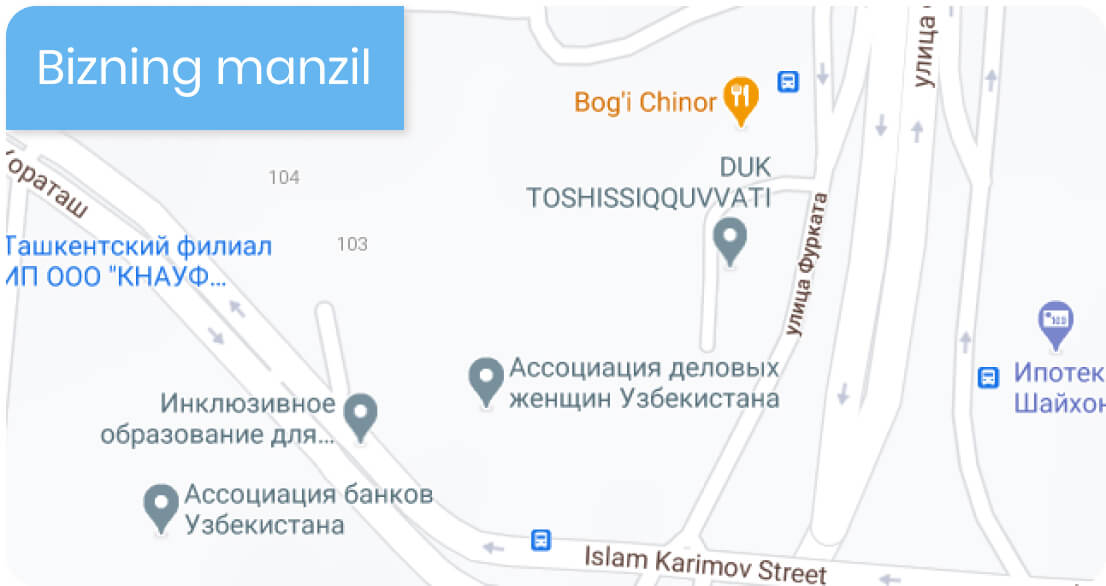 Bizning manzil
улица
Bog'i Chinor
104
DUK
TOSHISSIQQUVVATI
Кораташ
Ташкентский филиал
ИП ООО "КНАУФ...
103
улица Фурката
Ассоциация деловых
женщин Узбекистана
Ипотек
Шайхон
Инклюзивное
образование для...
Ассоциация банков
Узбекистана
Islam Karimov Street